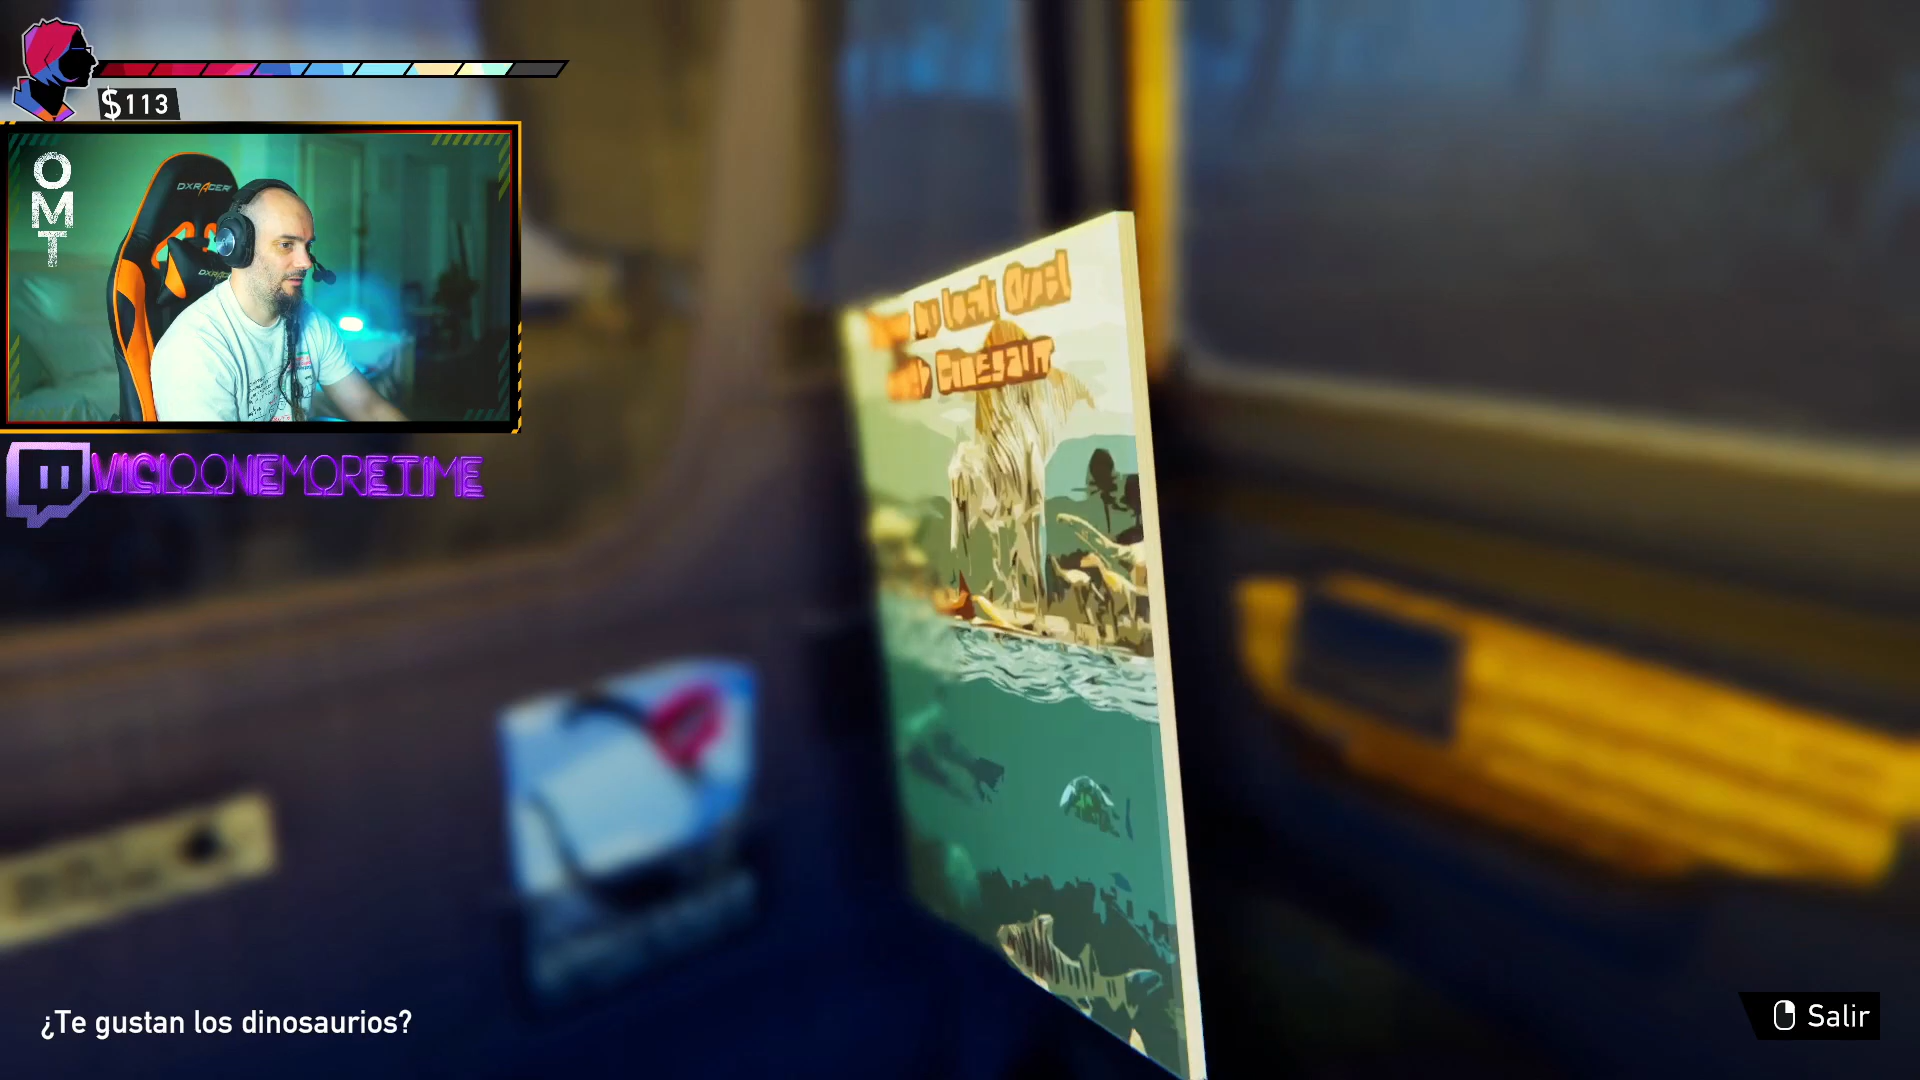 $113
OMT
DXRACER
VICIOONEMORETIME
¿Te gustan los dinosaurios?
Salir